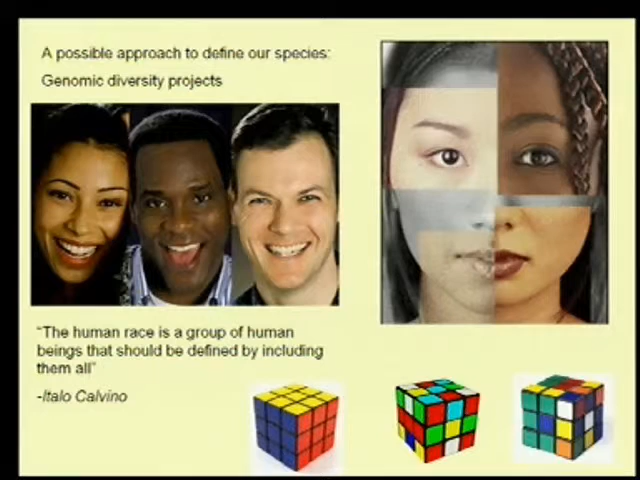 A possible approach to define our species:
Genomic diversity projects
“The human race is a group of human
beings that should be defined by including
them all”
-Italo Calvino